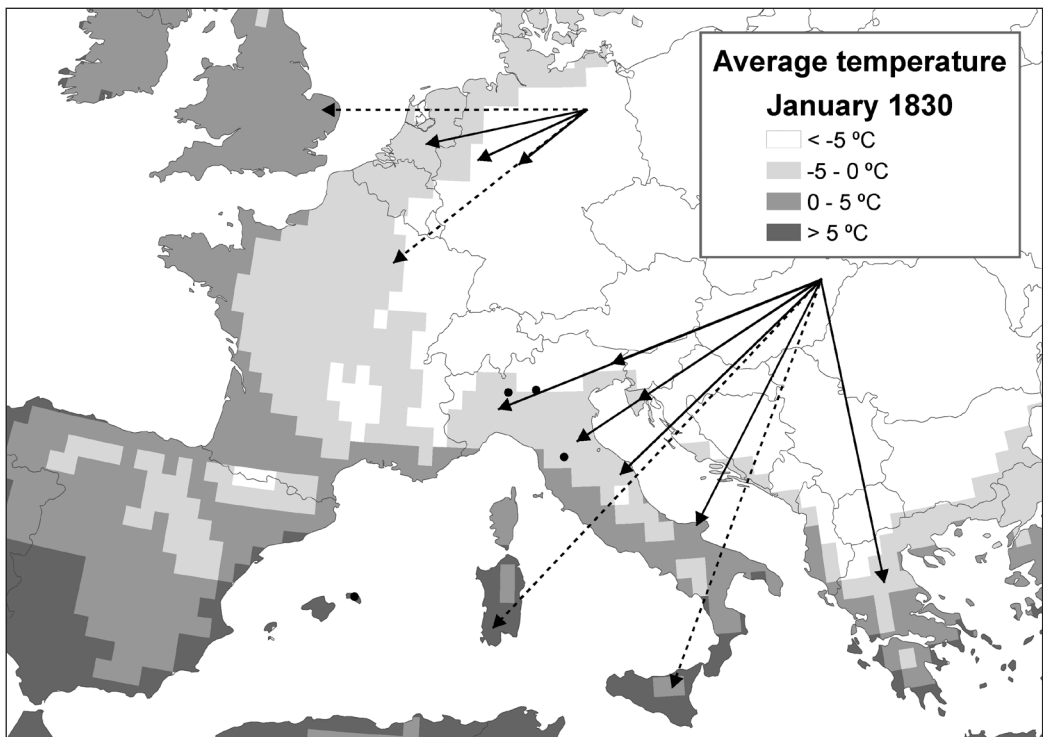 Average temperature
January 1830
< -5 ºC
-5 - 0 ºC
0 - 5 ºC
> 5 ºC